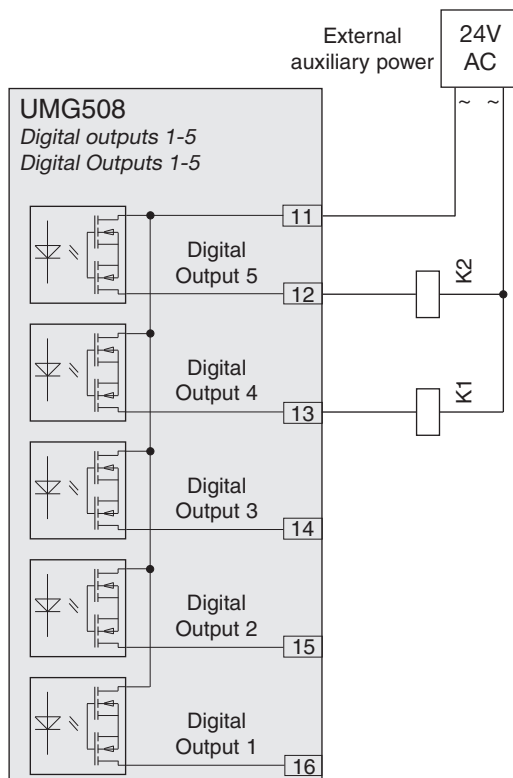 External
auxiliary power
24V
AC
~ ~
UMG508
Digital outputs 1-5
Digital Outputs 1-5
11
Digital
Output 5
12
K2
Digital
Output 4
13
K1
Digital
Output 3
14
Digital
Output 2
15
Digital
Output 1
16